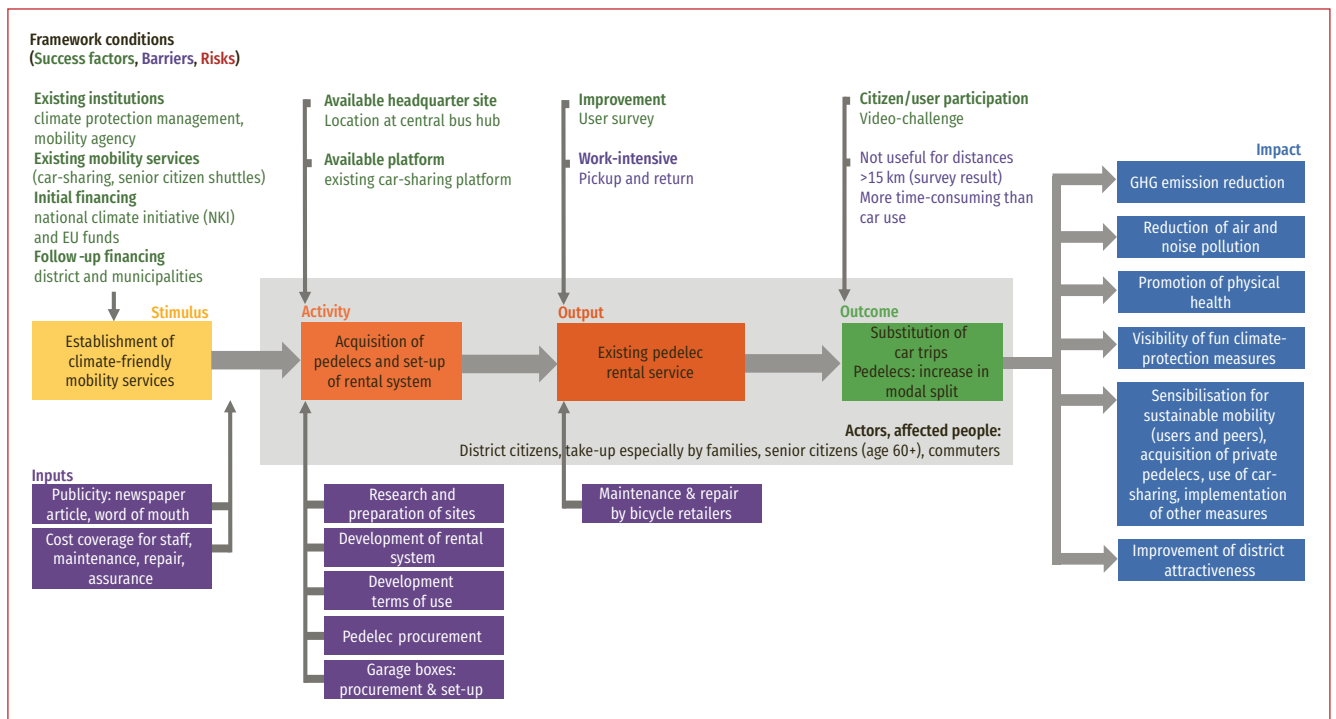 Framework conditions
(Success factors, Barriers, Risks)
Existing institutions
climate protection management,
mobility agency
Existing mobility services
(car-sharing, senior citizen shuttles)
Initial financing
national climate initiative (NKI)
and EU funds
Follow-up financing
district and municipalities
Available headquarter site
Location at central bus hub
Available platform
existing car-sharing platform
Improvement
User survey
Work-intensive
Pickup and return
Citizen/user participation
Video-challenge
Not useful for distances
>15 km (survey result)
More time-consuming than
car use
Stimulus
Establishment of
climate-friendly
mobility services
Activity
Acquisition of
pedelecs and set-up
of rental system
Output
Existing pedelec
rental service
Outcome
Substitution of
car trips
Pedelecs: increase in
modal split
Actors, affected people:
District citizens, take-up especially by families, senior citizens (age 60+), commuters
Inputs
Publicity: newspaper
article, word of mouth
Cost coverage for staff,
maintenance, repair,
assurance
Research and
preparation of sites
Development of rental
system
Development
terms of use
Pedelec procurement
Garage boxes:
procurement & set-up
Maintenance & repair
by bicycle retailers
Impact
GHG emission reduction
Reduction of air and
noise pollution
Promotion of physical
health
Visibility of fun climate-
protection measures
Sensibilisation for
sustainable mobility
(users and peers),
acquisition of private
pedelecs, use of car-
sharing, implementation
of other measures
Improvement of district
attractiveness